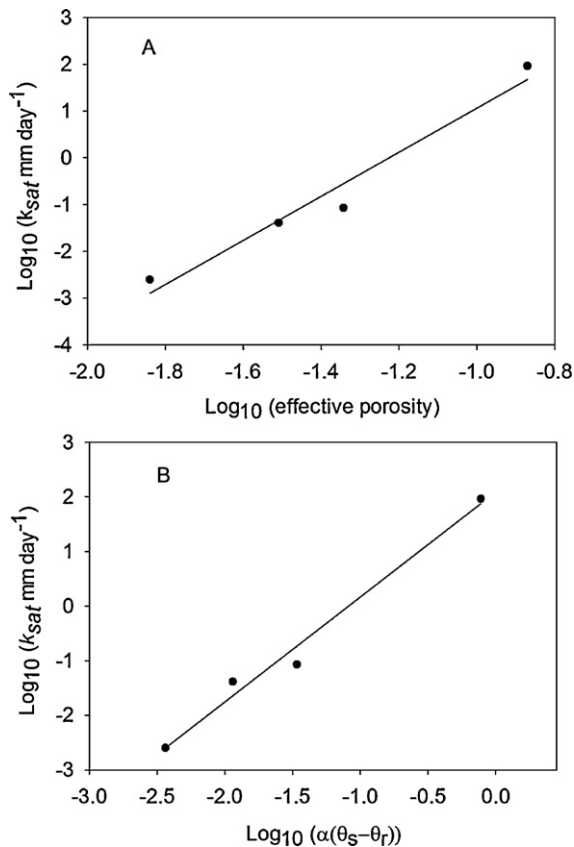 A
Log10 (ksat mm day-1)
3
2
1
0
-1
-2
-3
-4
-2.0 -1.8 -1.6 -1.4 -1.2 -1.0 -0.8
Log10 (effective porosity)
B
Log10 (ksat mm day-1)
3
2
1
0
-1
-2
-3
-3.0 -2.5 -2.0 -1.5 -1.0 -0.5 0.0
Log10 (α(θs–θr))